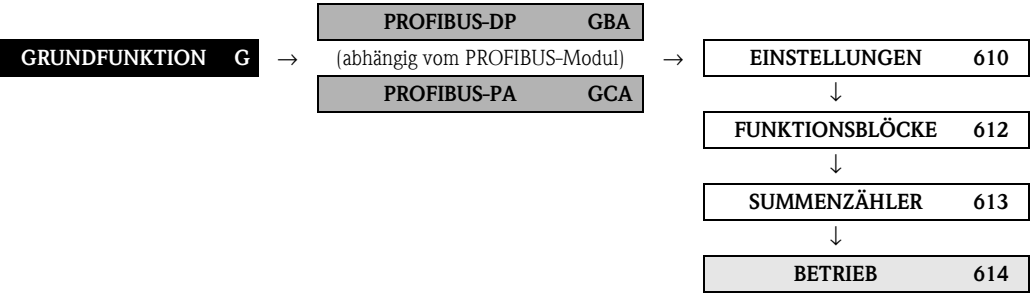 PROFIBUS-DP GBA
GRUNDFUNKTION G → (abhängig vom PROFIBUS-Modul) → EINSTELLUNGEN 610
PROFIBUS-PA GCA
↓
FUNKTIONSBLÖCKE 612
↓
SUMMENZÄHLER 613
↓
BETRIEB 614